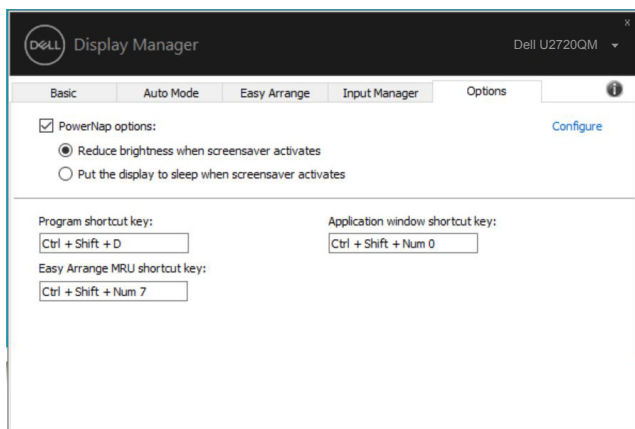 x
DELL Display Manager
Dell U2720QM
Basic Auto Mode Easy Arrange Input Manager Options i
PowerNap options: Configure
Reduce brightness when screensaver activates
Put the display to sleep when screensaver activates
Program shortcut key: Application window shortcut key:
Ctrl + Shift + D Ctrl + Shift + Num 0
Easy Arrange MRU shortcut key:
Ctrl + Shift + Num 7